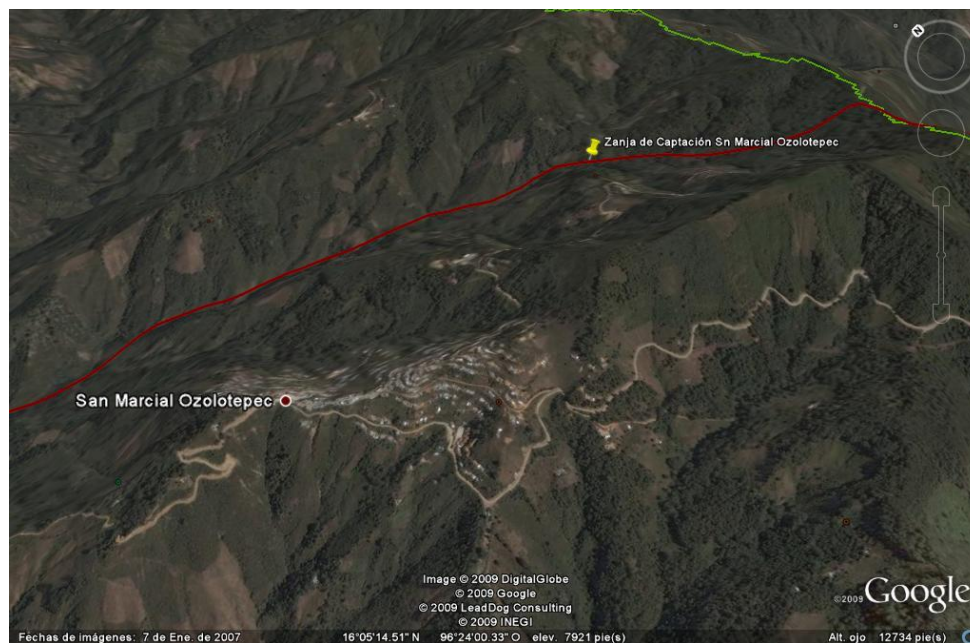 N
Zanja de Captación Sn Marcial Ozolotepec
San Marcial Ozolotepec
Image © 2009 DigitalGlobe
© 2009 Google
© 2009 LeadDog Consulting
© 2009 INEGI
©2009 Google
Fechas de imágenes: 7 de Ene. de 2007 16°05'14.51" N 96°24'00.33" O elev. 7921 pie(s) Alt. ojo 12734 pie(s)